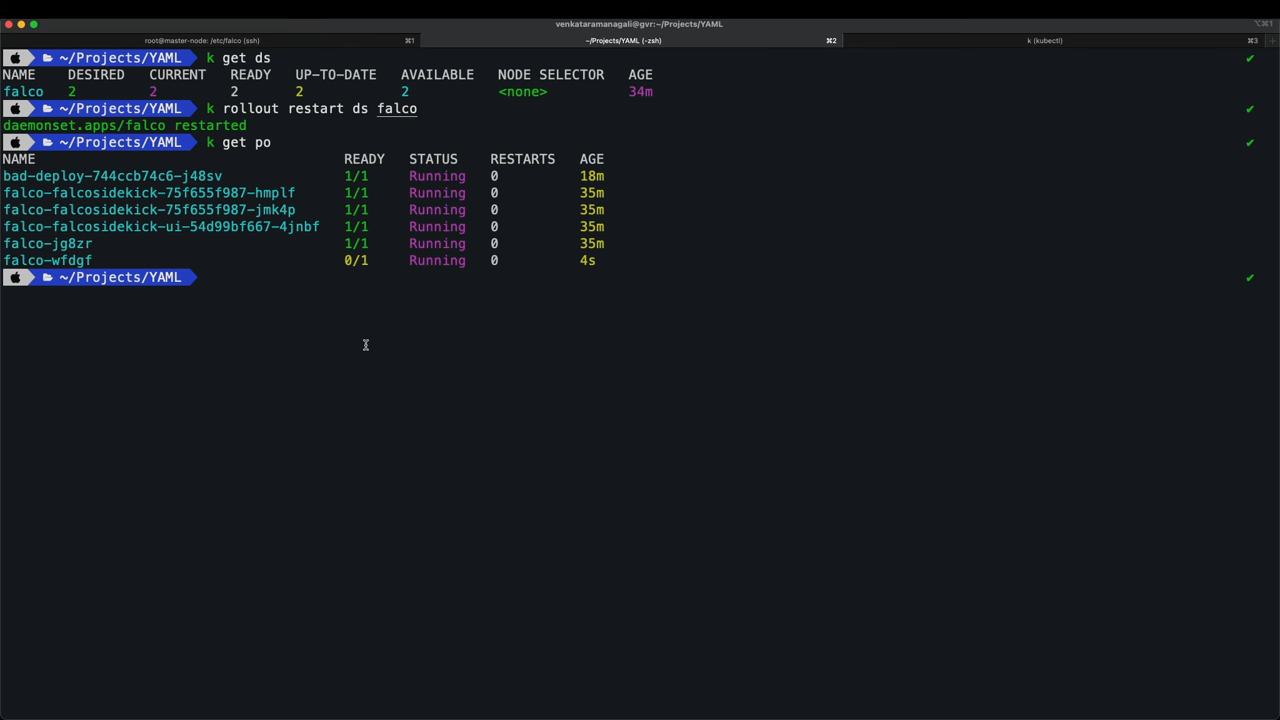 venkataramanagali@gvr:~/Projects/YAML
⌥⌘1
root@master-node: /etc/falco (ssh) ⌘1 ~/Projects/YAML (-zsh) ⌘2 k (kubectl) ⌘3 +
~/Projects/YAML k get ds ✔
NAME DESIRED CURRENT READY UP-TO-DATE AVAILABLE NODE SELECTOR AGE
falco 2 2 2 2 2 <none> 34m
~/Projects/YAML k rollout restart ds falco ✔
daemonset.apps/falco restarted
~/Projects/YAML k get po ✔
NAME READY STATUS RESTARTS AGE
bad-deploy-744ccb74c6-j48sv 1/1 Running 0 18m
falco-falcosidekick-75f655f987-hmplf 1/1 Running 0 35m
falco-falcosidekick-75f655f987-jmk4p 1/1 Running 0 35m
falco-falcosidekick-ui-54d99bf667-4jnbf 1/1 Running 0 35m
falco-jg8zr 1/1 Running 0 35m
falco-wfdgf 0/1 Running 0 4s
~/Projects/YAML ✔